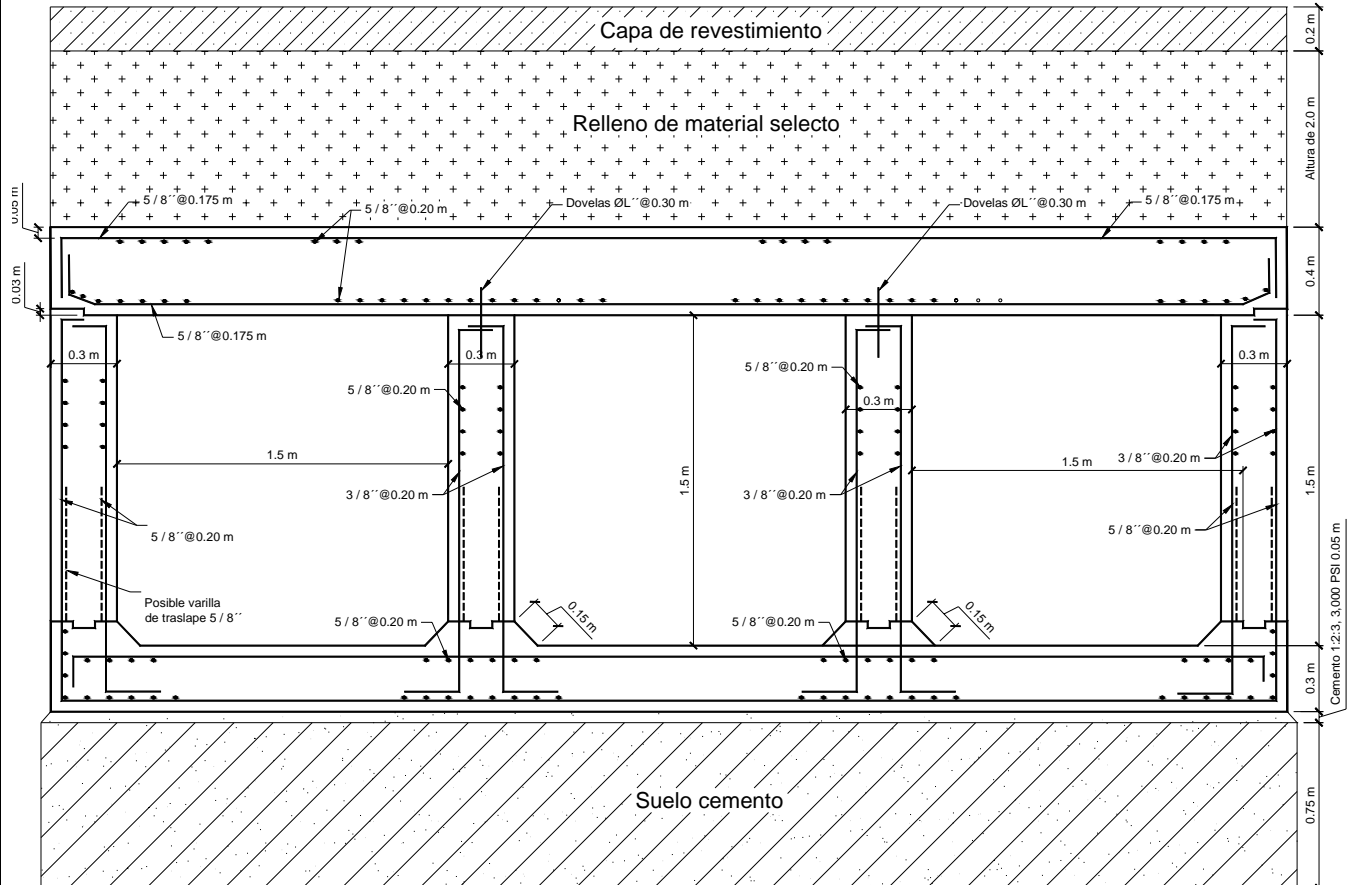 Capa de revestimiento
0.2 m
Relleno de material selecto
Altura de 2.0 m
0.05 m
5 / 8´´@0.175 m
5 / 8´´@0.20 m
Dovelas ØL´´@0.30 m
Dovelas ØL´´@0.30 m
5 / 8´´@0.175 m
0.4 m
0.03 m
5 / 8´´@0.175 m
0.3 m
0.3 m
5 / 8´´@0.20 m
0.3 m
0.3 m
5 / 8´´@0.20 m
1.5 m
1.5 m
3 / 8´´@0.20 m
1.5 m
3 / 8´´@0.20 m
3 / 8´´@0.20 m
1.5 m
5 / 8´´@0.20 m
5 / 8´´@0.20 m
Posible varilla
de traslape 5 / 8´´
5 / 8´´@0.20 m
0.15 m
5 / 8´´@0.20 m
0.15 m
0.3 m
Cemento 1:2:3, 3,000 PSI 0.05 m
Suelo cemento
0.75 m